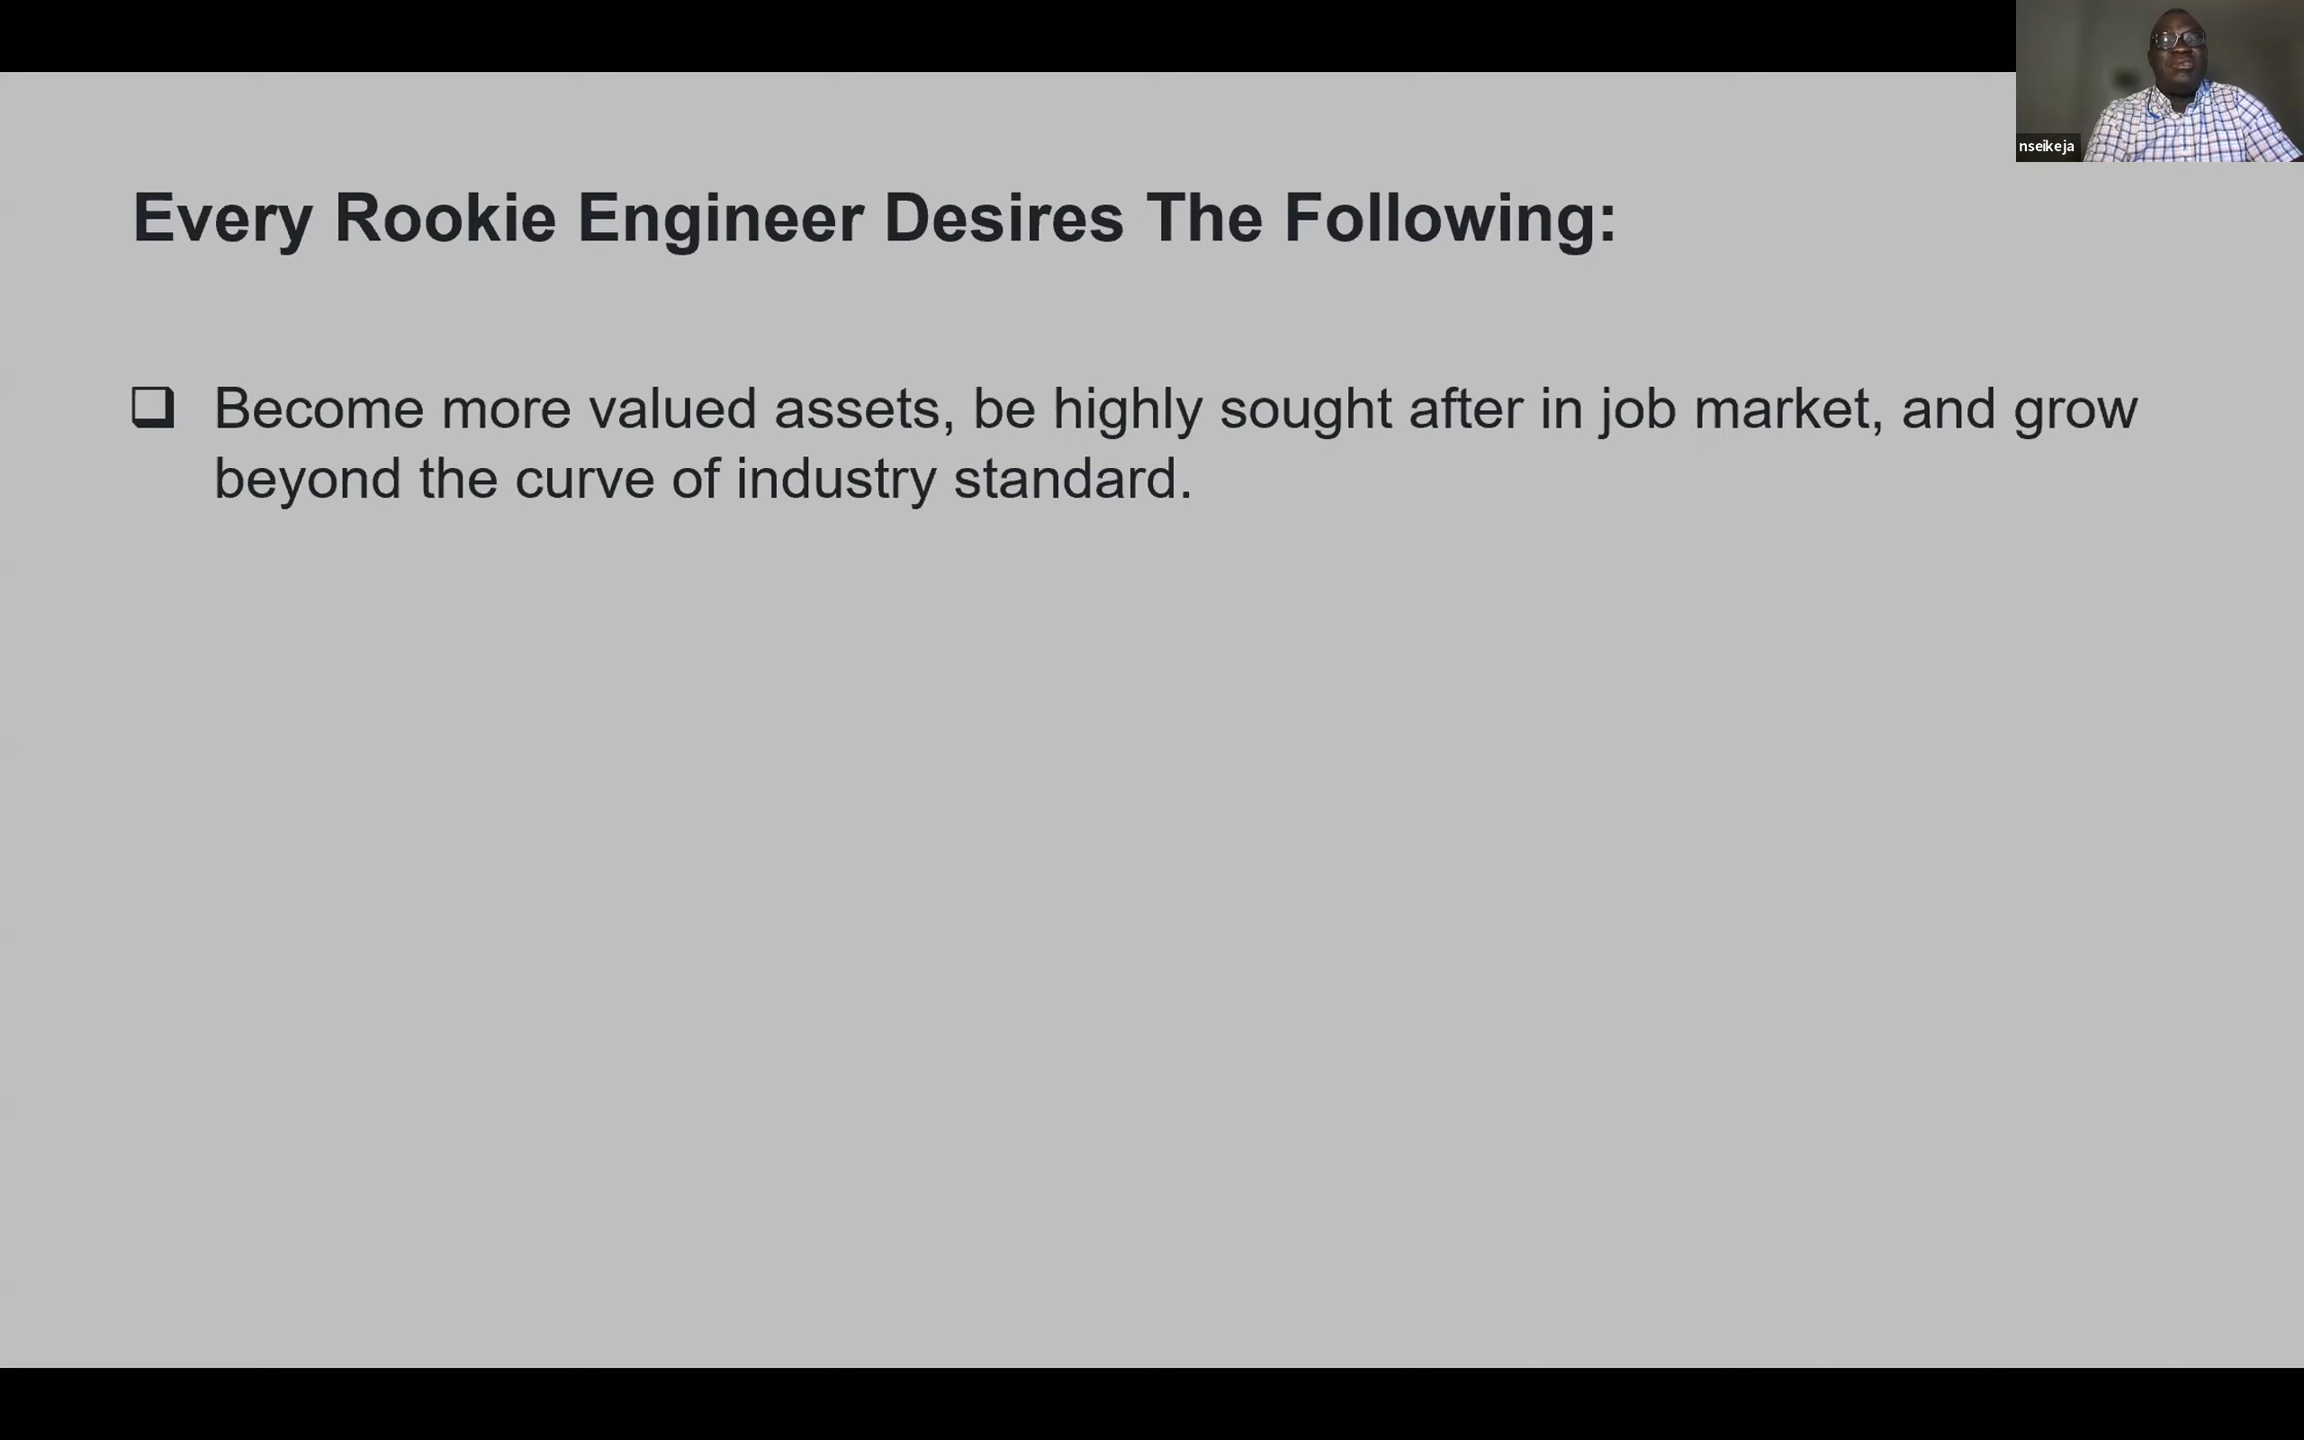 nseikeja
Every Rookie Engineer Desires The Following:
Become more valued assets, be highly sought after in job market, and grow
beyond the curve of industry standard.